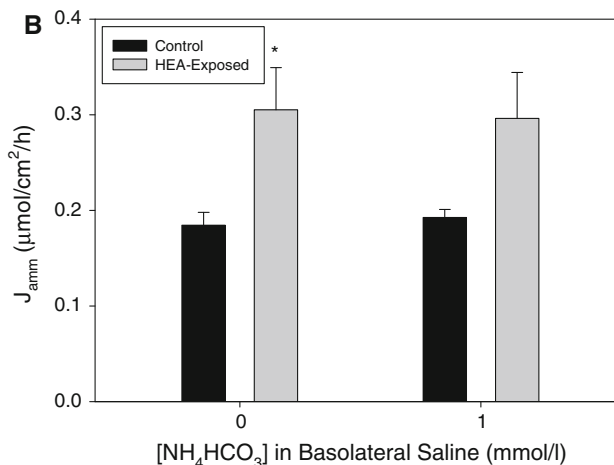 B
Control
HEA-Exposed
*
0.4
0.3
0.2
0.1
0.0
J_amm (µmol/cm²/h)
0
1
[NH₄HCO₃] in Basolateral Saline (mmol/l)